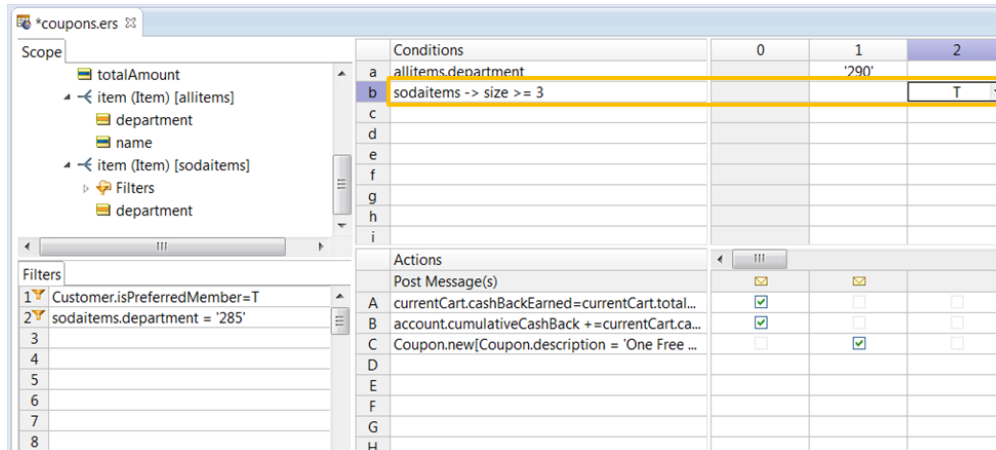 *coupons.ers
Scope
totalAmount
item (Item) [allitems]
department
name
item (Item) [sodaitems]
Filters
department
Filters
1 Customer.isPreferredMember=T
2 sodaitems.department = '285'
3
4
5
6
7
8
Conditions 0 1 2
a allitems.department '290'
b sodaitems -> size >= 3 T
c
d
e
f
g
h
i
Actions
Post Message(s)
A currentCart.cashBackEarned=currentCart.total...
B account.cumulativeCashBack +=currentCart.ca...
C Coupon.new[Coupon.description = 'One Free ...
D
E
F
G
H